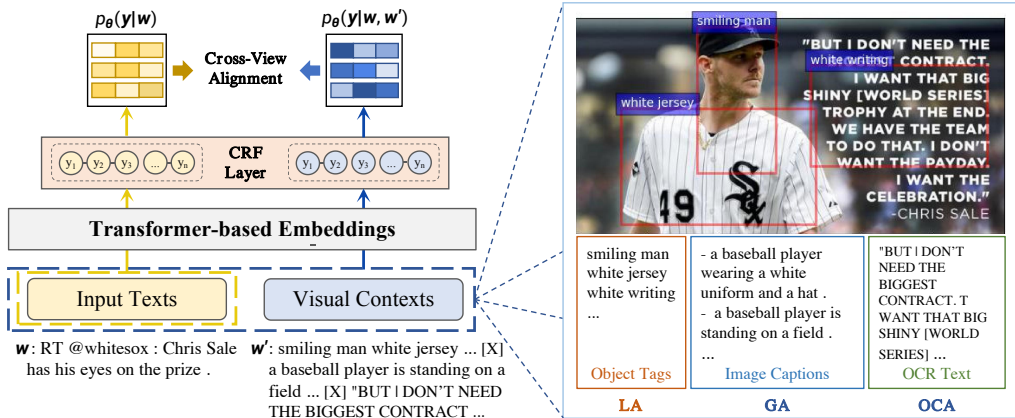 pθ(y|w)
pθ(y|w, w')
Cross-View
Alignment
y1 y2 y3 ... yn
CRF
Layer
y1 y2 y3 ... yn
Transformer-based Embeddings
Input Texts
Visual Contexts
w: RT @whitesox : Chris Sale
has his eyes on the prize .
w': smiling man white jersey ... [X]
a baseball player is standing on a
field ... [X] "BUT | DON'T NEED
THE BIGGEST CONTRACT ...
smiling man
white writing
white jersey
"BUT I DON'T NEED THE
CONTRACT.
I WANT THAT BIG
SHINY [WORLD SERIES]
TROPHY AT THE END.
WE HAVE THE TEAM
TO DO THAT. I DON'T
WANT THE PAYDAY.
I WANT THE
CELEBRATION."
-CHRIS SALE
49
Sox
smiling man
white jersey
white writing
...
Object Tags
- a baseball player
wearing a white
uniform and a hat .
- a baseball player is
standing on a field .
...
Image Captions
"BUT | DON'T
NEED THE
BIGGEST
CONTRACT. T
WANT THAT BIG
SHINY [WORLD
SERIES] ...
OCR Text
LA
GA
OCA